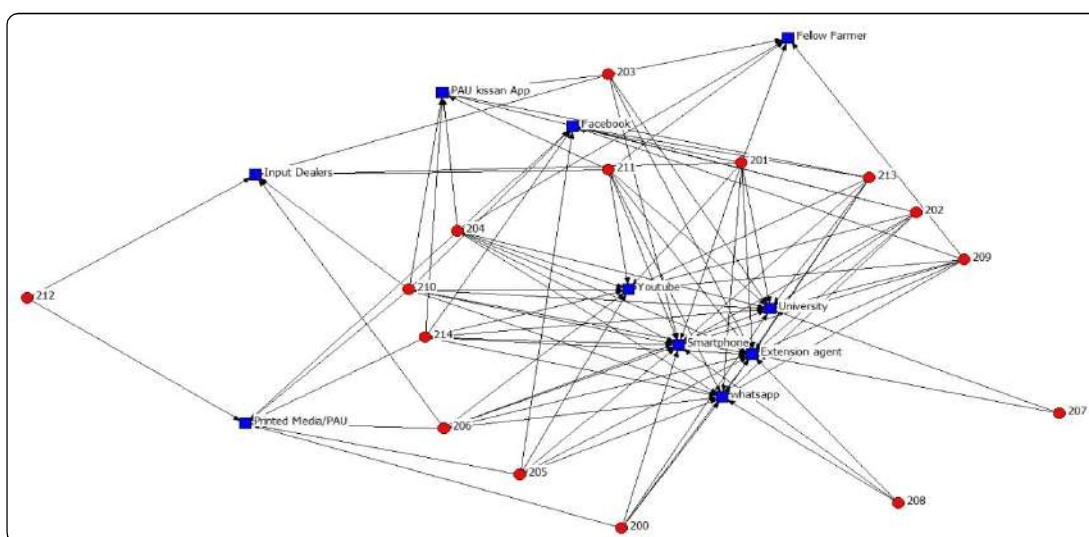 Fellow Farmer
203
PAU kissan App
Facebook
201
211
Input Dealers
213
202
204
209
Youtube
210
212
University
214
Smartphone
Extension agent
whatsapp
207
Printed Media/PAU
206
205
208
200